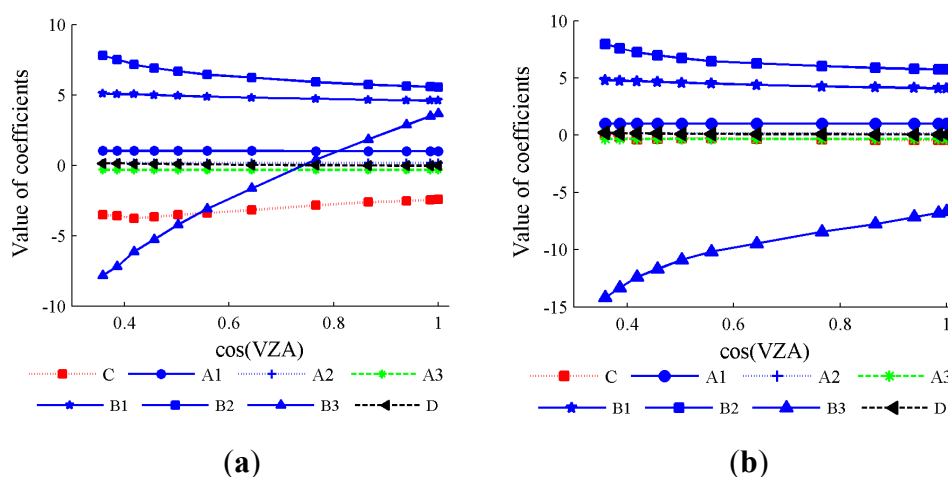 10
5
0
-5
-10
Value of coefficients
0.4 0.6 0.8 1
cos(VZA)
C A1 A2 A3
B1 B2 B3 D
(a)
10
5
0
-5
-10
-15
Value of coefficients
0.4 0.6 0.8 1
cos(VZA)
C A1 A2 A3
B1 B2 B3 D
(b)